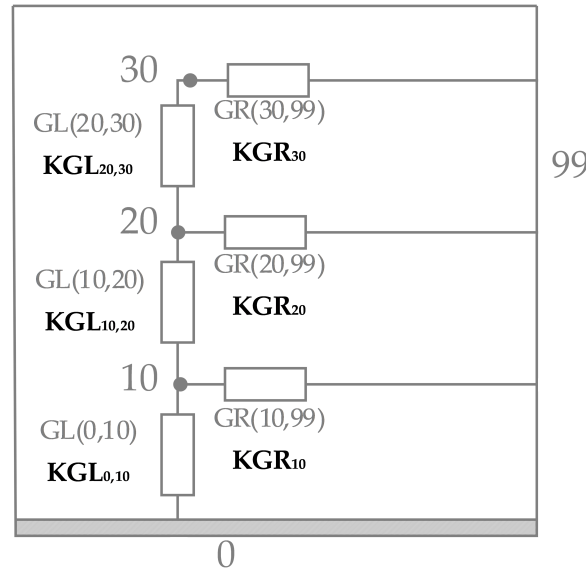 30
GL(20,30)
KGL20,30
GR(30,99)
KGR30
99
20
GL(10,20)
KGL10,20
GR(20,99)
KGR20
10
GL(0,10)
KGL0,10
GR(10,99)
KGR10
0